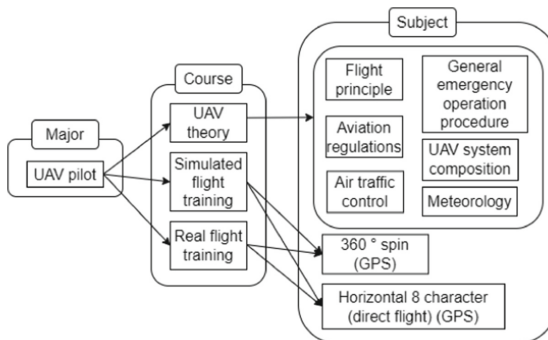 Subject
Course
Major
UAV pilot
UAV
theory
Simulated
flight
training
Real flight
training
Flight
principle
Aviation
regulations
Air traffic
control
General
emergency
operation
procedure
UAV system
composition
Meteorology
360 ° spin
(GPS)
Horizontal 8 character
(direct flight) (GPS)